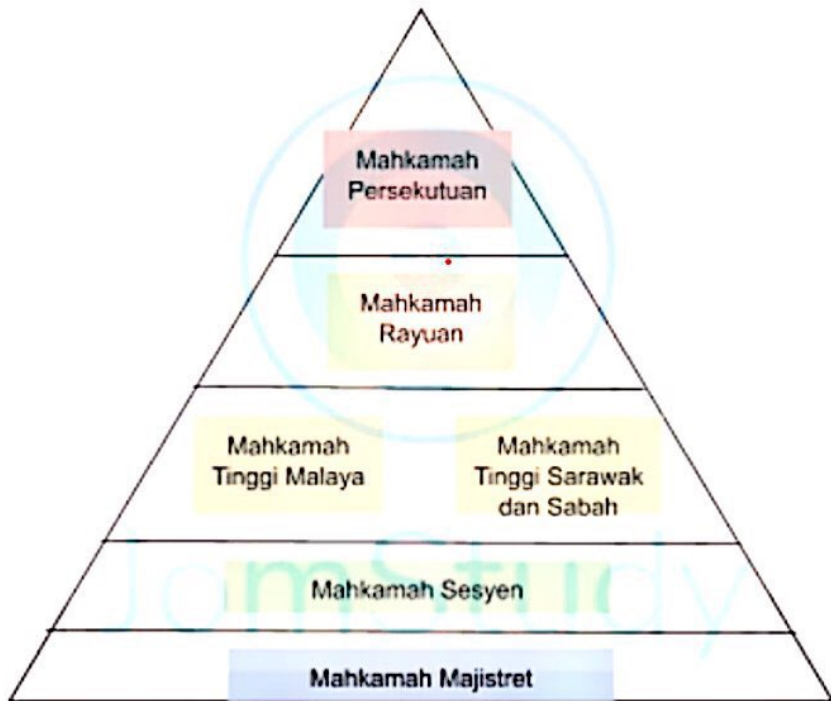 Mahkamah
Persekutuan
Mahkamah
Rayuan
Mahkamah
Tinggi Malaya
Mahkamah
Tinggi Sarawak
dan Sabah
JomStudy
Mahkamah Sesyen
Mahkamah Majistret